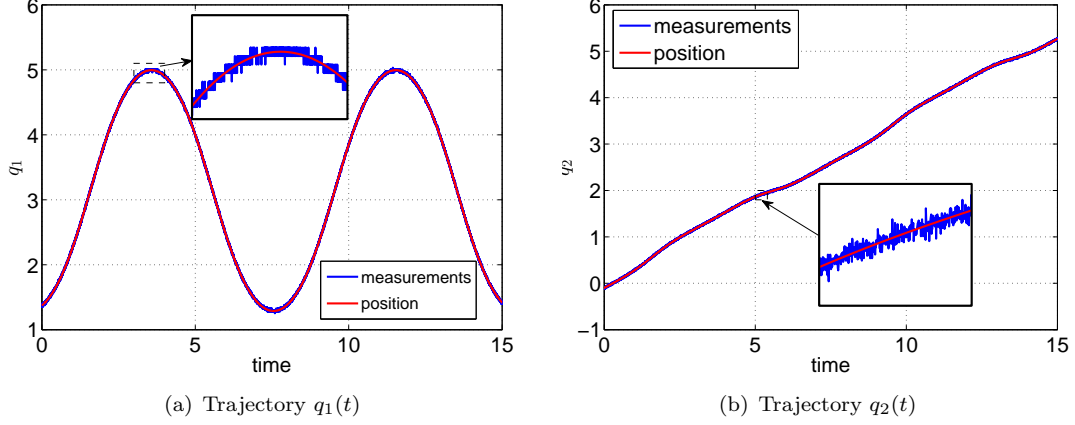 6
5
4
3
2
1
q₁
0
5
10
15
time
measurements
position
(a) Trajectory q₁(t)
6
5
4
3
2
1
0
−1
q₂
0
5
10
15
time
measurements
position
(b) Trajectory q₂(t)